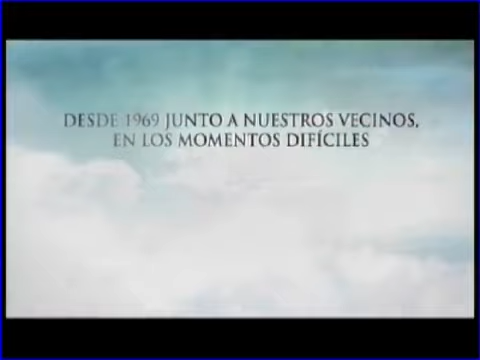 DESDE 1969 JUNTO A NUESTROS VECINOS,
EN LOS MOMENTOS DIFÍCILES